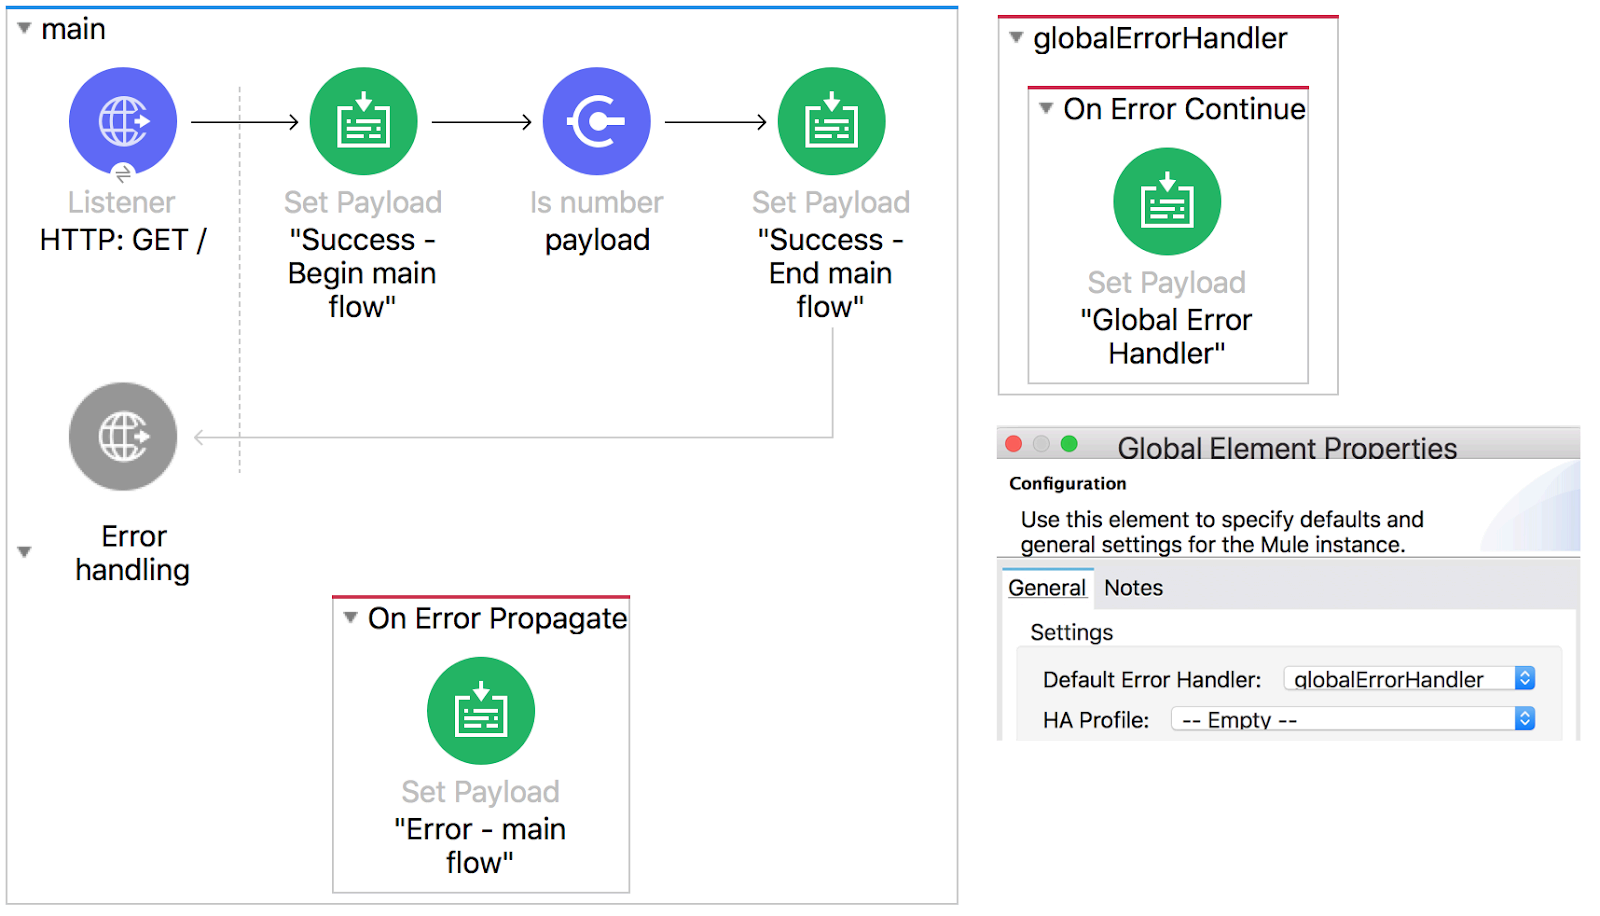 main
Listener
HTTP: GET /
Set Payload
"Success -
Begin main
flow"
Is number
payload
Set Payload
"Success -
End main
flow"
Error
handling
On Error Propagate
Set Payload
"Error - main
flow"
globalErrorHandler
On Error Continue
Set Payload
"Global Error
Handler"
Global Element Properties
Configuration
Use this element to specify defaults and
general settings for the Mule instance.
General Notes
Settings
Default Error Handler: globalErrorHandler
HA Profile: -- Empty --